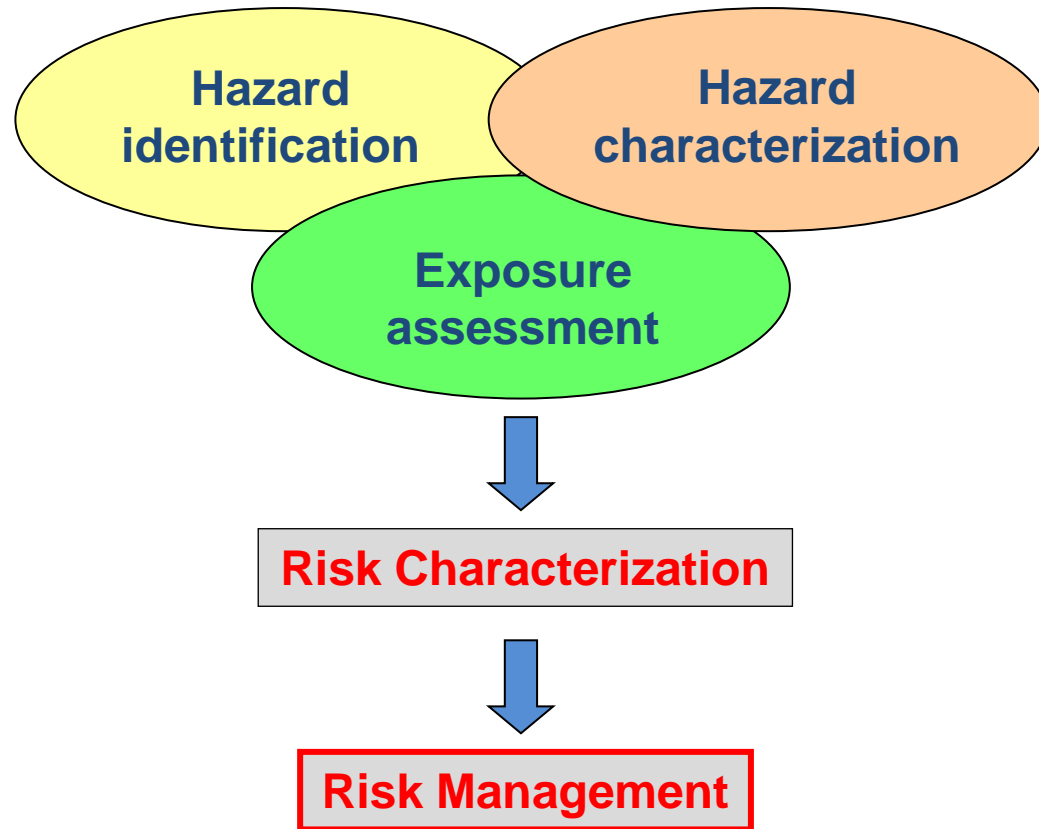 Hazard
identification
Hazard
characterization
Exposure
assessment
Risk Characterization
Risk Management